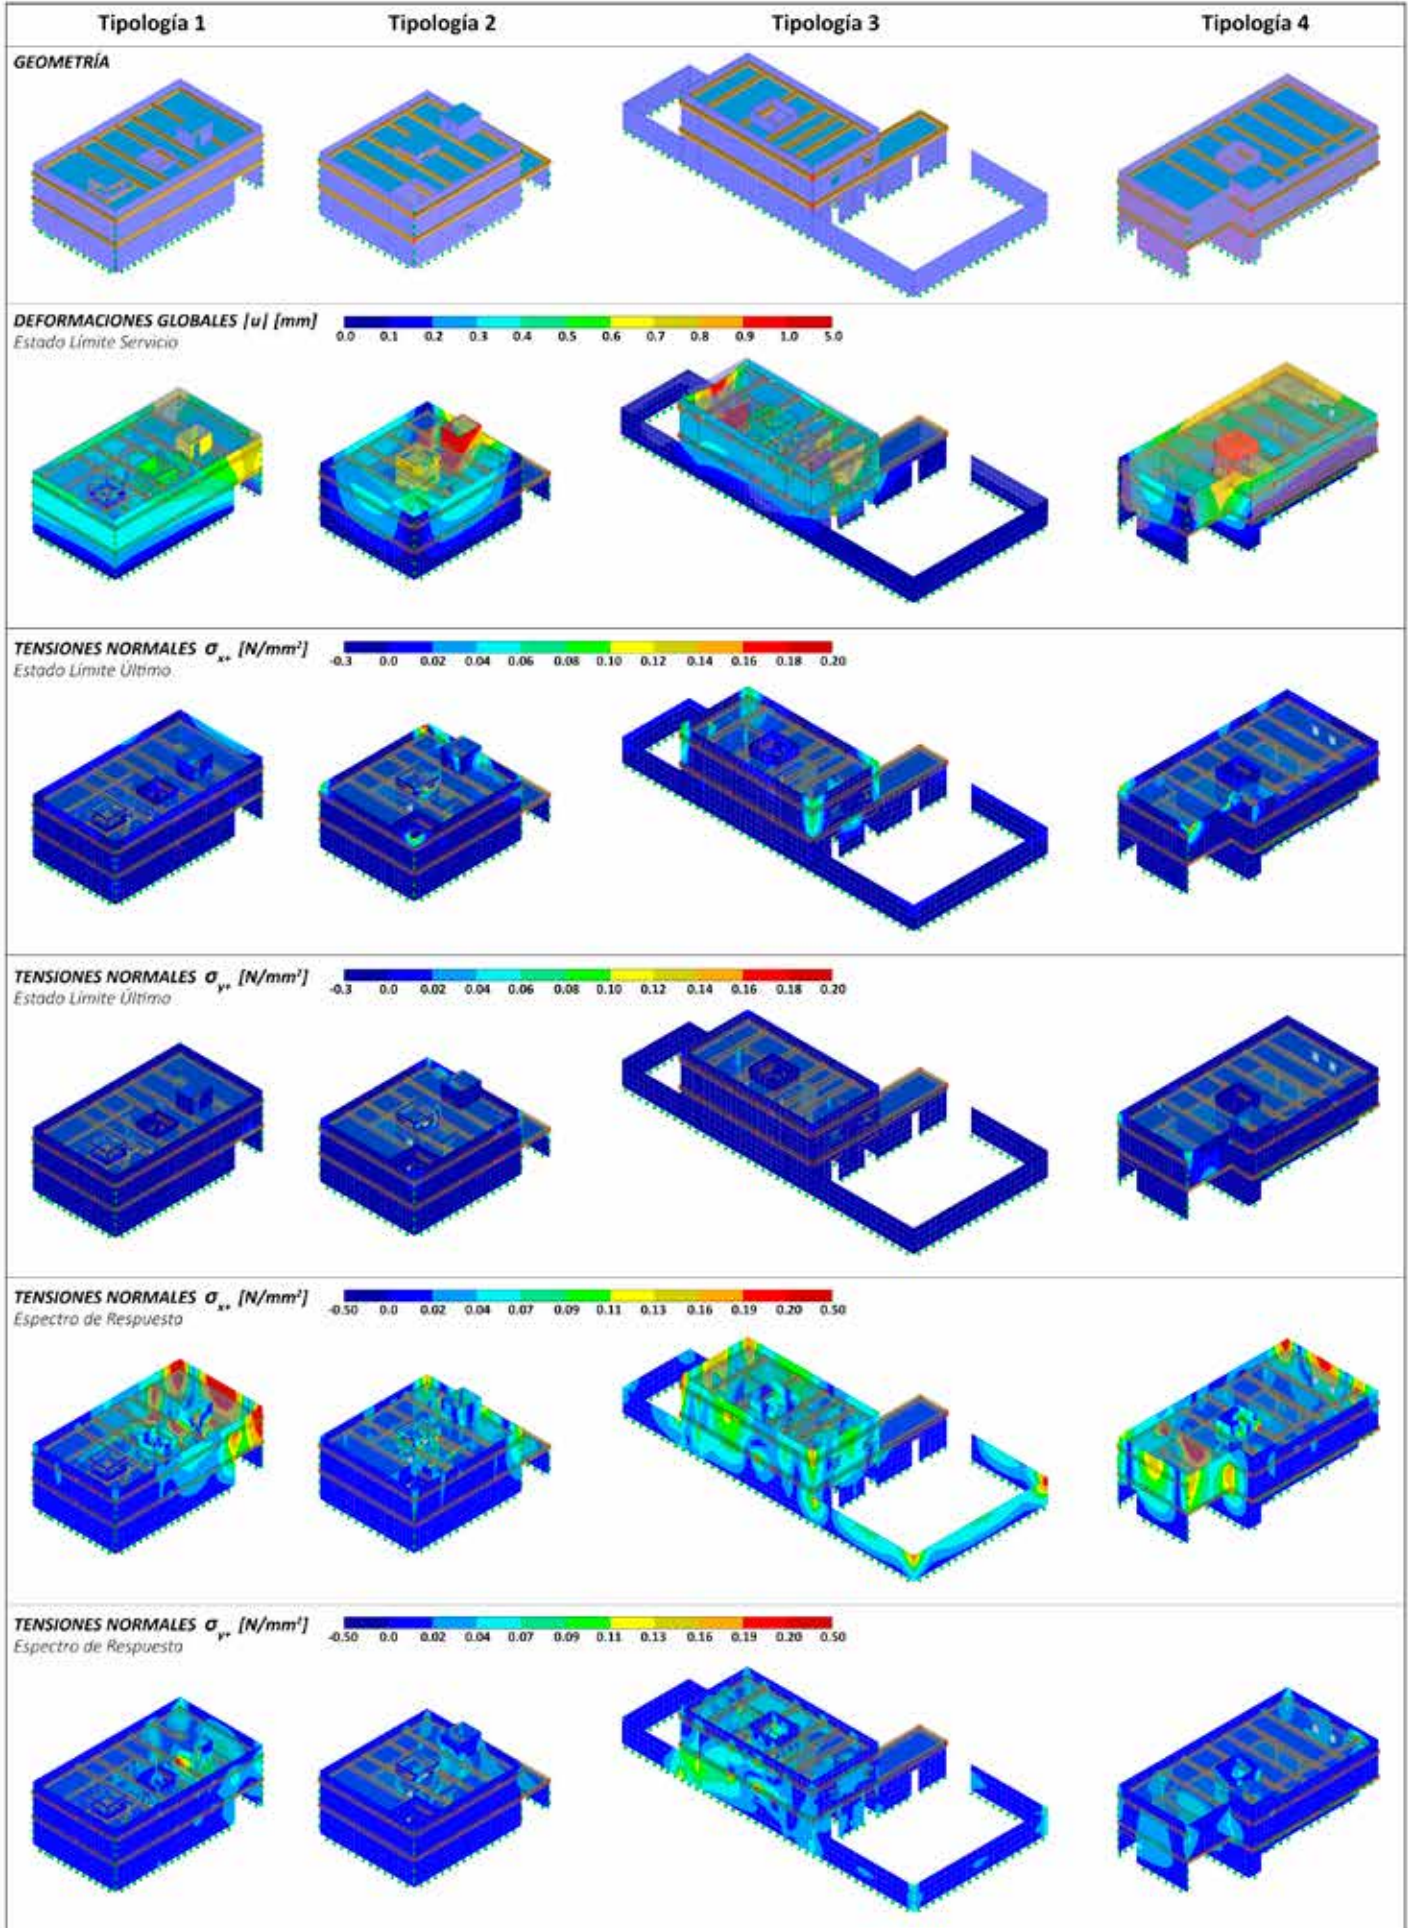 Tipología 1 Tipología 2 Tipología 3 Tipología 4
GEOMETRÍA
DEFORMACIONES GLOBALES |u| [mm]
Estado Límite Servicio
0.0 0.1 0.2 0.3 0.4 0.5 0.6 0.7 0.8 0.9 1.0 5.0
TENSIONES NORMALES σx+ [N/mm²]
Estado Límite Último
-0.3 0.0 0.02 0.04 0.06 0.08 0.10 0.12 0.14 0.16 0.18 0.20
TENSIONES NORMALES σy+ [N/mm²]
Estado Límite Último
-0.3 0.0 0.02 0.04 0.06 0.08 0.10 0.12 0.14 0.16 0.18 0.20
TENSIONES NORMALES σx+ [N/mm²]
Espectro de Respuesta
-0.50 0.0 0.02 0.04 0.07 0.09 0.11 0.13 0.16 0.19 0.20 0.50
TENSIONES NORMALES σy+ [N/mm²]
Espectro de Respuesta
-0.50 0.0 0.02 0.04 0.07 0.09 0.11 0.13 0.16 0.19 0.20 0.50